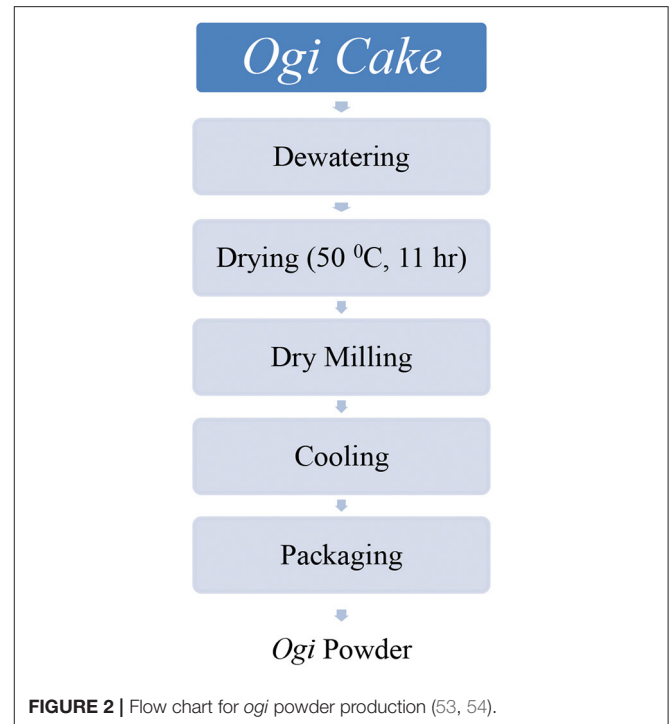 Ogi Cake
Dewatering
Drying (50 ⁰C, 11 hr)
Dry Milling
Cooling
Packaging
Ogi Powder
FIGURE 2 | Flow chart for ogi powder production (53, 54).